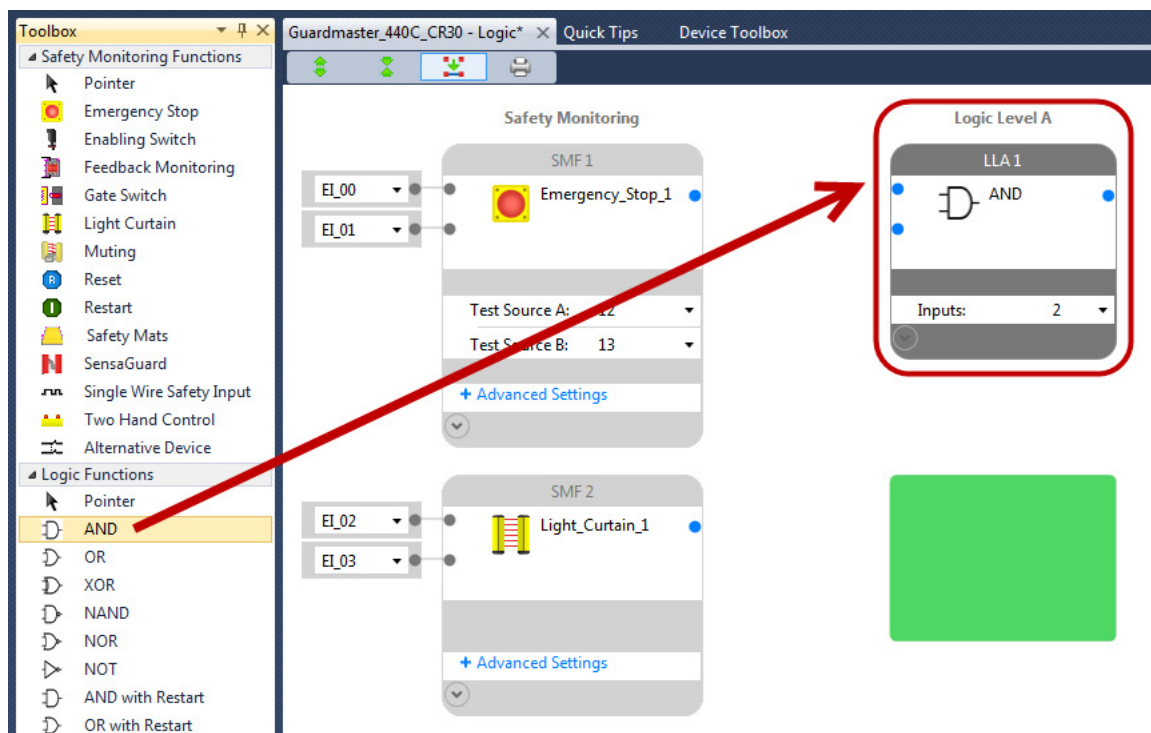 Toolbox
Safety Monitoring Functions
Pointer
Emergency Stop
Enabling Switch
Feedback Monitoring
Gate Switch
Light Curtain
Muting
Reset
Restart
Safety Mats
SensaGuard
Single Wire Safety Input
Two Hand Control
Alternative Device
Logic Functions
Pointer
AND
OR
XOR
NAND
NOR
NOT
AND with Restart
OR with Restart
Guardmaster_440C_CR30 - Logic* Quick Tips Device Toolbox
Safety Monitoring
SMF 1
EI_00
EI_01
Emergency_Stop_1
Test Source A: 12
Test Source B: 13
+ Advanced Settings
SMF 2
EI_02
EI_03
Light_Curtain_1
+ Advanced Settings
Logic Level A
LLA 1
AND
Inputs: 2